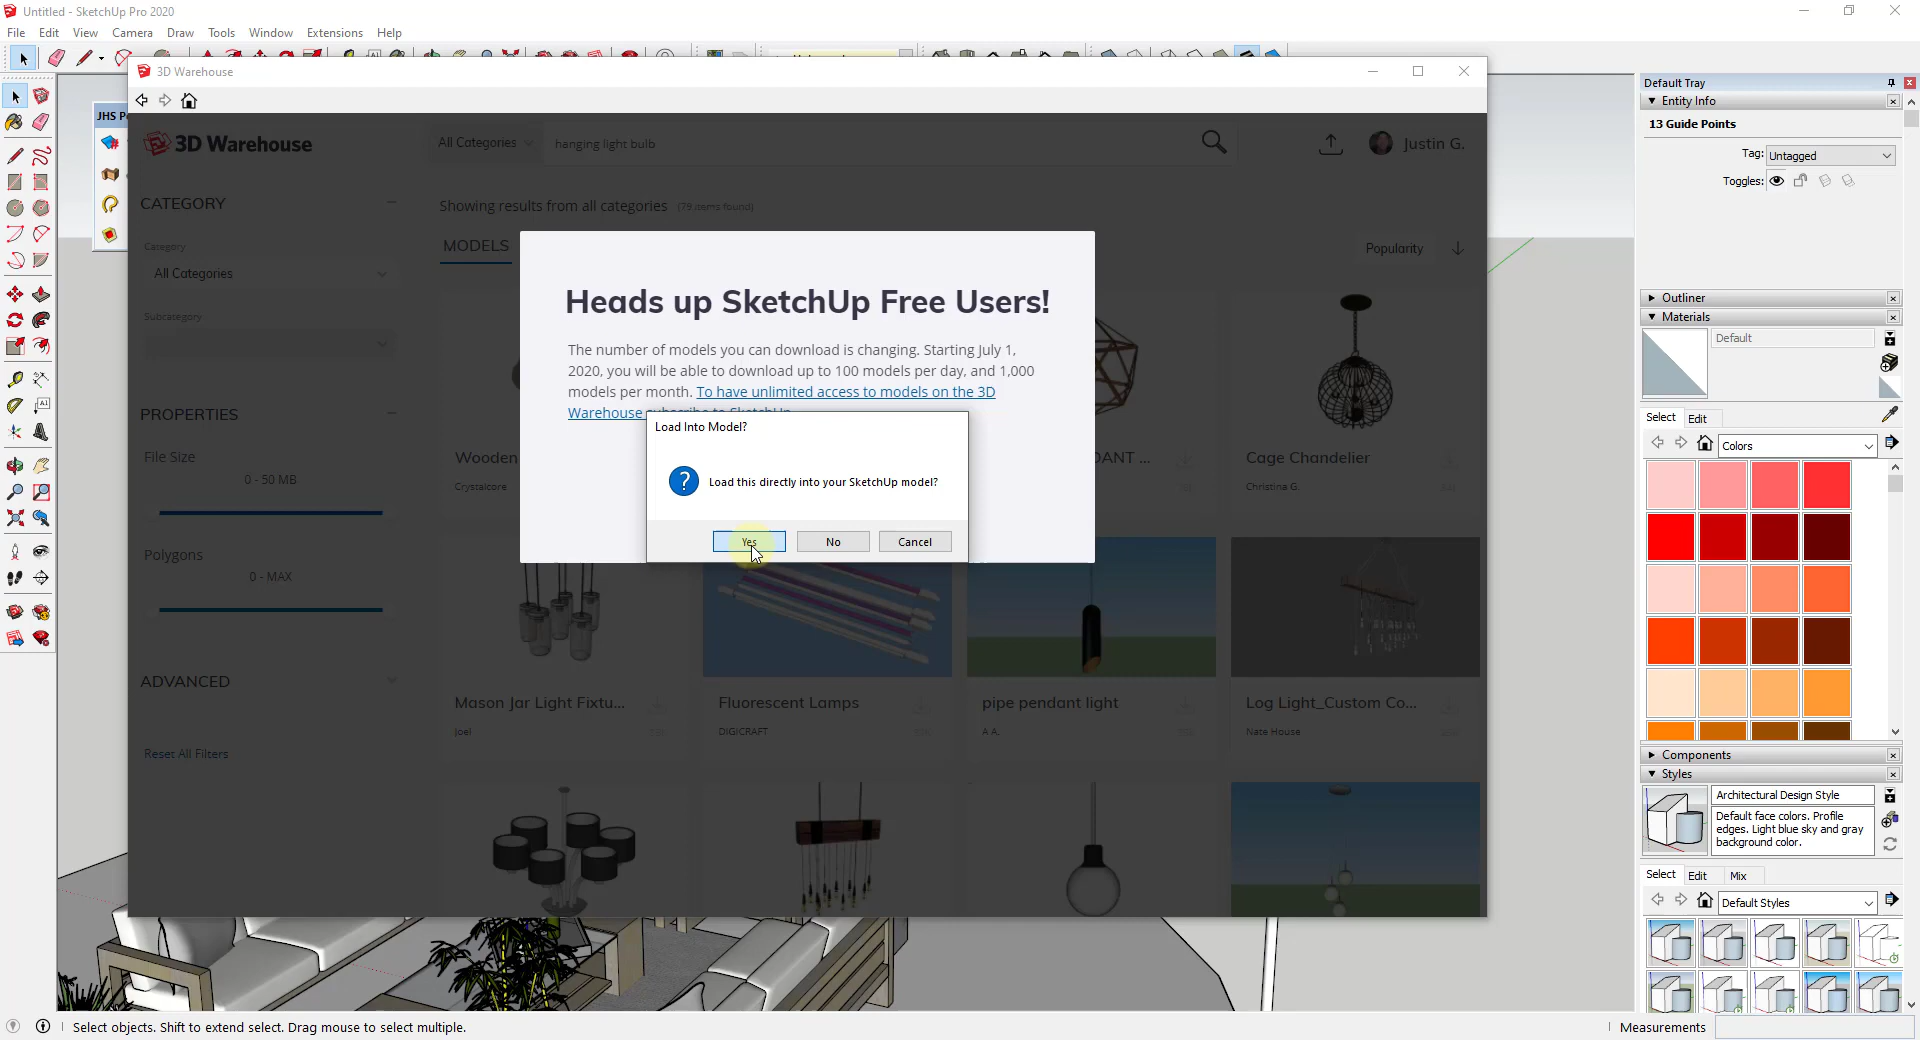 Untitled - SketchUp Pro 2020
File Edit View Camera Draw Tools Window Extensions Help
3D Warehouse
JHS P
3D Warehouse
All Categories
hanging light bulb
Justin G.
CATEGORY
Category
All Categories
Subcategory
PROPERTIES
File Size
0 - 50 MB
Polygons
0 - MAX
ADVANCED
Reset All Filters
Showing results from all categories (79 items found)
MODELS
Popularity
Heads up SketchUp Free Users!
The number of models you can download is changing. Starting July 1,
2020, you will be able to download up to 100 models per day, and 1,000
models per month. To have unlimited access to models on the 3D
Warehouse subscribe to SketchUp
Load Into Model?
Load this directly into your SketchUp model?
Yes
No
Cancel
Wooden
Crystalcore
DANT ...
Cage Chandelier
Christina G.
Mason Jar Light Fixtu...
Joel
Fluorescent Lamps
DIGICRAFT
pipe pendant light
A A.
Log Light_Custom Co...
Nate House
Default Tray
Entity Info
13 Guide Points
Tag: Untagged
Toggles:
Outliner
Materials
Default
Select Edit
Colors
Components
Styles
Architectural Design Style
Default face colors. Profile
edges. Light blue sky and gray
background color.
Select Edit Mix
Default Styles
Select objects. Shift to extend select. Drag mouse to select multiple.
Measurements